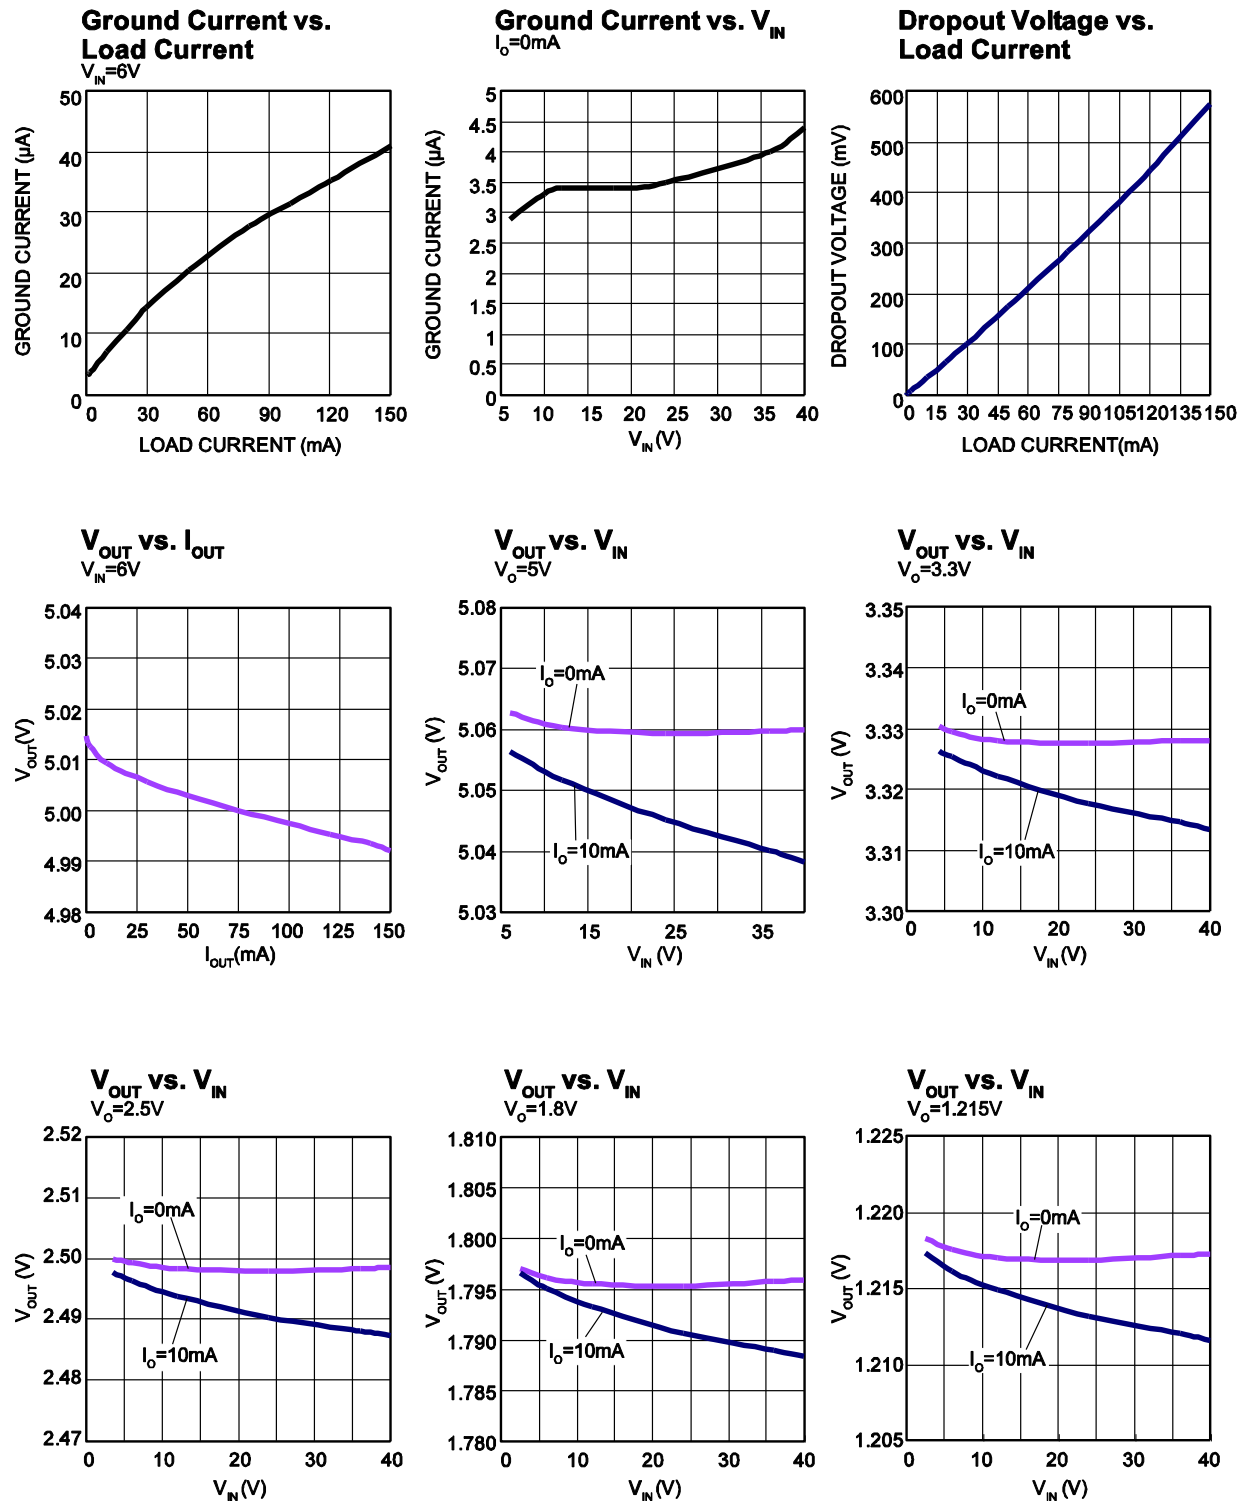 Ground Current vs.
Load Current
VIN=6V
50
40
30
20
10
0
GROUND CURRENT (µA)
0 30 60 90 120 150
LOAD CURRENT (mA)
Ground Current vs. VIN
IO=0mA
5
4.5
4
3.5
3
2.5
2
1.5
1
0.5
0
GROUND CURRENT (µA)
5 10 15 20 25 30 35 40
VIN (V)
Dropout Voltage vs.
Load Current
600
500
400
300
200
100
0
DROPOUT VOLTAGE (mV)
0 15 30 45 60 75 90 105 120 135 150
LOAD CURRENT(mA)
VOUT vs. IOUT
VIN=6V
5.04
5.03
5.02
5.01
5.00
4.99
4.98
VOUT(V)
0 25 50 75 100 125 150
IOUT(mA)
VOUT vs. VIN
VO=5V
5.08
5.07
5.06
5.05
5.04
5.03
VOUT (V)
IO=0mA
IO=10mA
5 15 25 35
VIN (V)
VOUT vs. VIN
VO=3.3V
3.35
3.34
3.33
3.32
3.31
3.30
VOUT (V)
IO=0mA
IO=10mA
0 10 20 30 40
VIN (V)
VOUT vs. VIN
VO=2.5V
2.52
2.51
2.50
2.49
2.48
2.47
VOUT (V)
IO=0mA
IO=10mA
0 10 20 30 40
VIN (V)
VOUT vs. VIN
VO=1.8V
1.810
1.805
1.800
1.795
1.790
1.785
1.780
VOUT (V)
IO=0mA
IO=10mA
0 10 20 30 40
VIN (V)
VOUT vs. VIN
VO=1.215V
1.225
1.220
1.215
1.210
1.205
VOUT (V)
IO=0mA
IO=10mA
0 10 20 30 40
VIN (V)